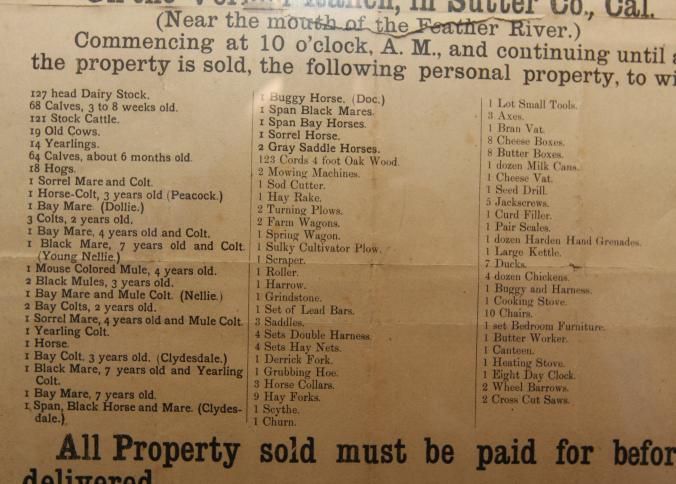 Ranch, in Sutter Co., Cal.
(Near the mouth of the Feather River.)
Commencing at 10 o'clock, A. M., and continuing until
the property is sold, the following personal property, to
127 head Dairy Stock.
68 Calves, 3 to 8 weeks old.
121 Stock Cattle.
19 Old Cows.
14 Yearlings.
64 Calves, about 6 months old.
18 Hogs.
1 Sorrel Mare and Colt.
1 Horse-Colt, 3 years old (Peacock.)
1 Bay Mare. (Dollie.)
3 Colts, 2 years old.
1 Bay Mare, 4 years old and Colt.
1 Black Mare, 7 years old and Colt.
(Young Nellie.)
1 Mouse Colored Mule, 4 years old.
2 Black Mules, 3 years old.
1 Bay Mare and Mule Colt. (Nellie.)
2 Bay Colts, 2 years old.
1 Sorrel Mare, 4 years old and Mule Colt.
1 Yearling Colt.
1 Horse.
1 Bay Colt, 3 years old. (Clydesdale.)
1 Black Mare, 7 years old and Yearling
Colt.
1 Bay Mare, 7 years old.
1 Span, Black Horse and Mare. (Clydes-
dale.)
1 Buggy Horse. (Doc.)
1 Span Black Mares.
1 Span Bay Horses.
1 Sorrel Horse.
2 Gray Saddle Horses.
123 Cords 4 foot Oak Wood.
2 Mowing Machines.
1 Sod Cutter.
1 Hay Rake.
2 Turning Plows.
2 Farm Wagons.
1 Spring Wagon.
1 Sulky Cultivator Plow.
1 Scraper.
1 Roller.
1 Harrow.
1 Grindstone.
1 Set of Lead Bars.
3 Saddles.
4 Sets Double Harness.
4 Sets Hay Nets.
1 Derrick Fork.
1 Grubbing Hoe.
3 Horse Collars.
9 Hay Forks.
1 Scythe.
1 Churn.
1 Lot Small Tools.
3 Axes.
1 Bran Vat.
8 Cheese Boxes.
8 Butter Boxes.
1 dozen Milk Cans.
1 Cheese Vat.
1 Seed Drill.
5 Jackscrews.
1 Curd Filler.
1 Pair Scales.
1 dozen Harden Hand Grenades.
1 Large Kettle.
7 Ducks.
4 dozen Chickens.
1 Buggy and Harness.
1 Cooking Stove.
10 Chairs.
1 set Bedroom Furniture.
1 Butter Worker.
1 Canteen.
1 Heating Stove.
1 Eight Day Clock.
2 Wheel Barrows.
2 Cross Cut Saws.
All Property sold must be paid for
delivered